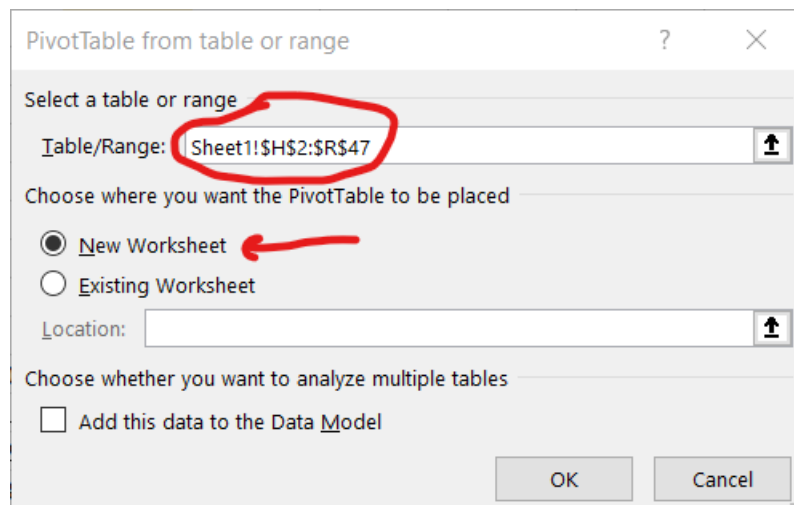 PivotTable from table or range ? ×
Select a table or range
Table/Range: Sheet1!$H$2:$R$47
Choose where you want the PivotTable to be placed
New Worksheet
Existing Worksheet
Location:
Choose whether you want to analyze multiple tables
Add this data to the Data Model
OK Cancel